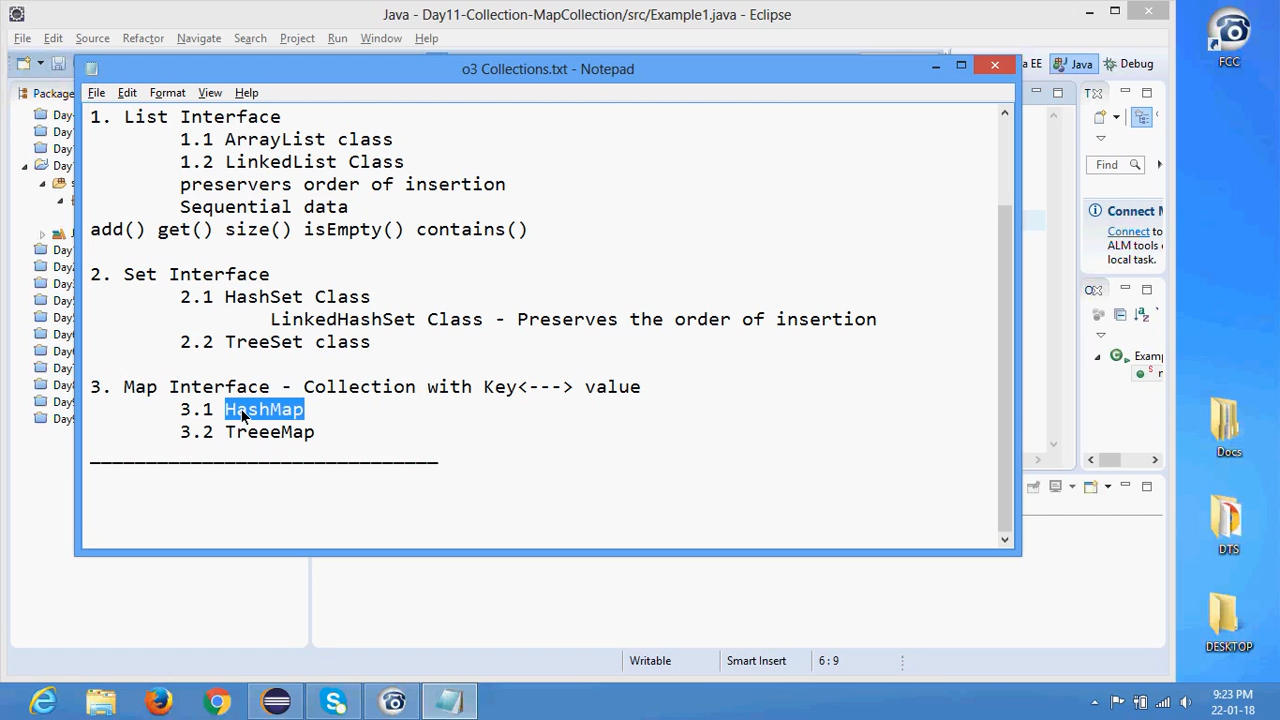 Java - Day11-Collection-MapCollection/src/Example1.java - Eclipse
File Edit Source Refactor Navigate Search Project Run Window Help
FCC
o3 Collections.txt - Notepad
Java
Debug
File Edit Format View Help
Package
1. List Interface
1.1 ArrayList class
1.2 LinkedList Class
preservers order of insertion
Sequential data
add() get() size() isEmpty() contains()
2. Set Interface
2.1 HashSet Class
LinkedHashSet Class - Preserves the order of insertion
2.2 TreeSet class
3. Map Interface - Collection with Key<---> value
3.1 HashMap
3.2 TreeeMap
_______________________________
Find
Connect
Connect to
ALM tools
local task.
Examp
Docs
DTS
DESKTOP
Writable
Smart Insert
6 : 9
9:23 PM
22-01-18